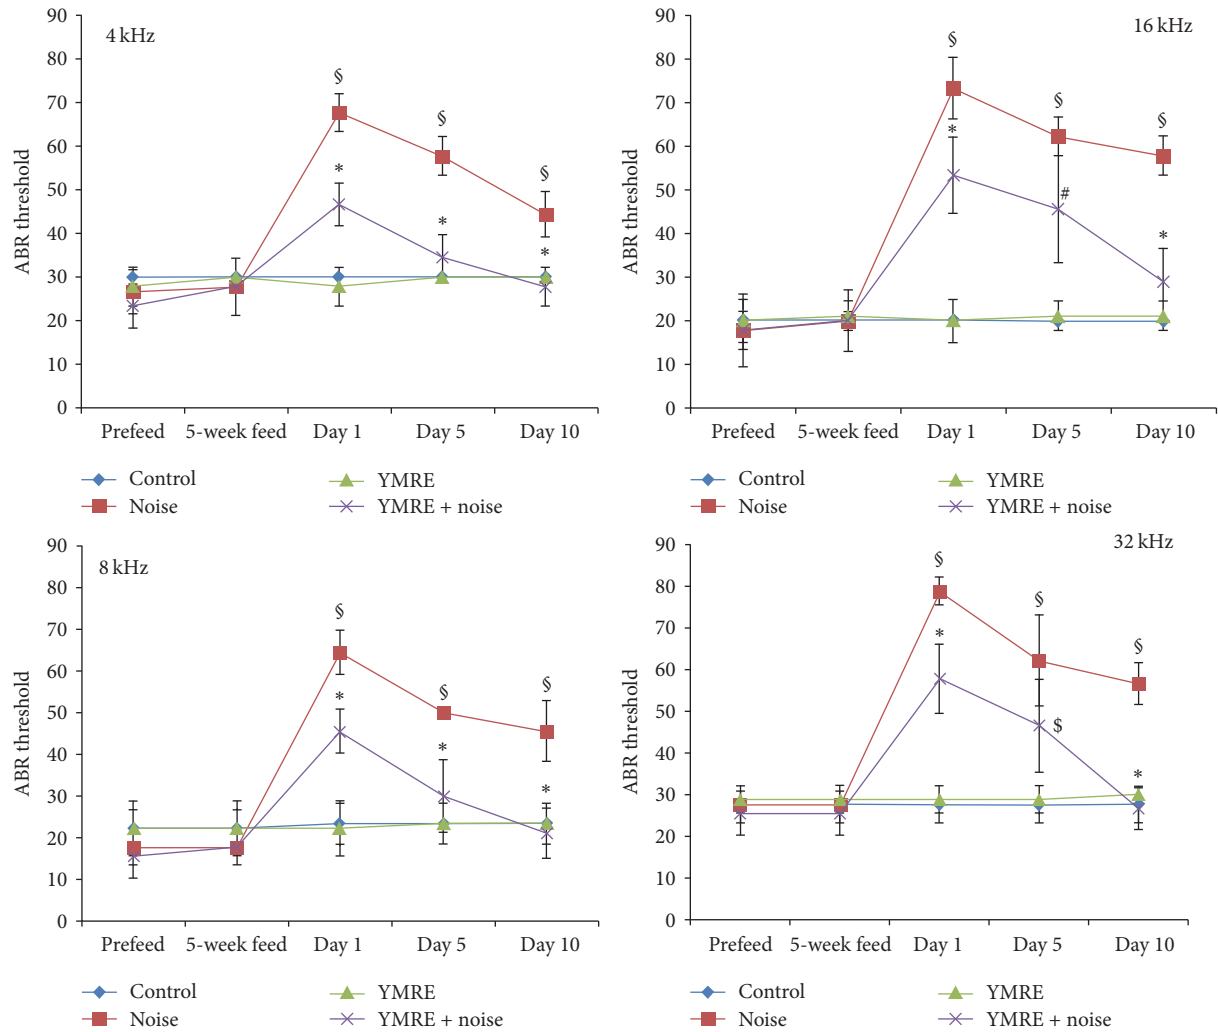 4 kHz
ABR threshold
90
80
70
60
50
40
30
20
10
0
§
§
§
*
*
*
Prefeed 5-week feed Day 1 Day 5 Day 10
Control
Noise
YMRE
YMRE + noise
16 kHz
ABR threshold
90
80
70
60
50
40
30
20
10
0
§
§
§
*
#
*
Prefeed 5-week feed Day 1 Day 5 Day 10
Control
Noise
YMRE
YMRE + noise
8 kHz
ABR threshold
90
80
70
60
50
40
30
20
10
0
§
§
§
*
*
*
Prefeed 5-week feed Day 1 Day 5 Day 10
Control
Noise
YMRE
YMRE + noise
32 kHz
ABR threshold
90
80
70
60
50
40
30
20
10
0
§
§
§
*
$
*
Prefeed 5-week feed Day 1 Day 5 Day 10
Control
Noise
YMRE
YMRE + noise